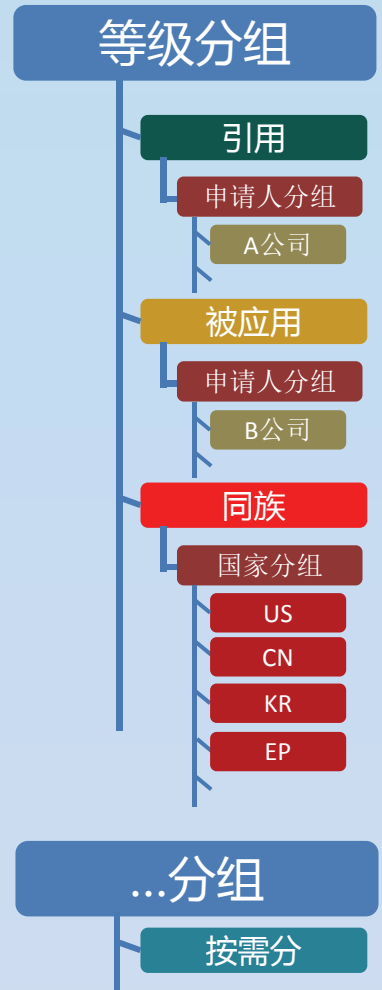 等级分组
引用
申请人分组
A公司
被应用
申请人分组
B公司
同族
国家分组
US
CN
KR
EP
...分组
按需分